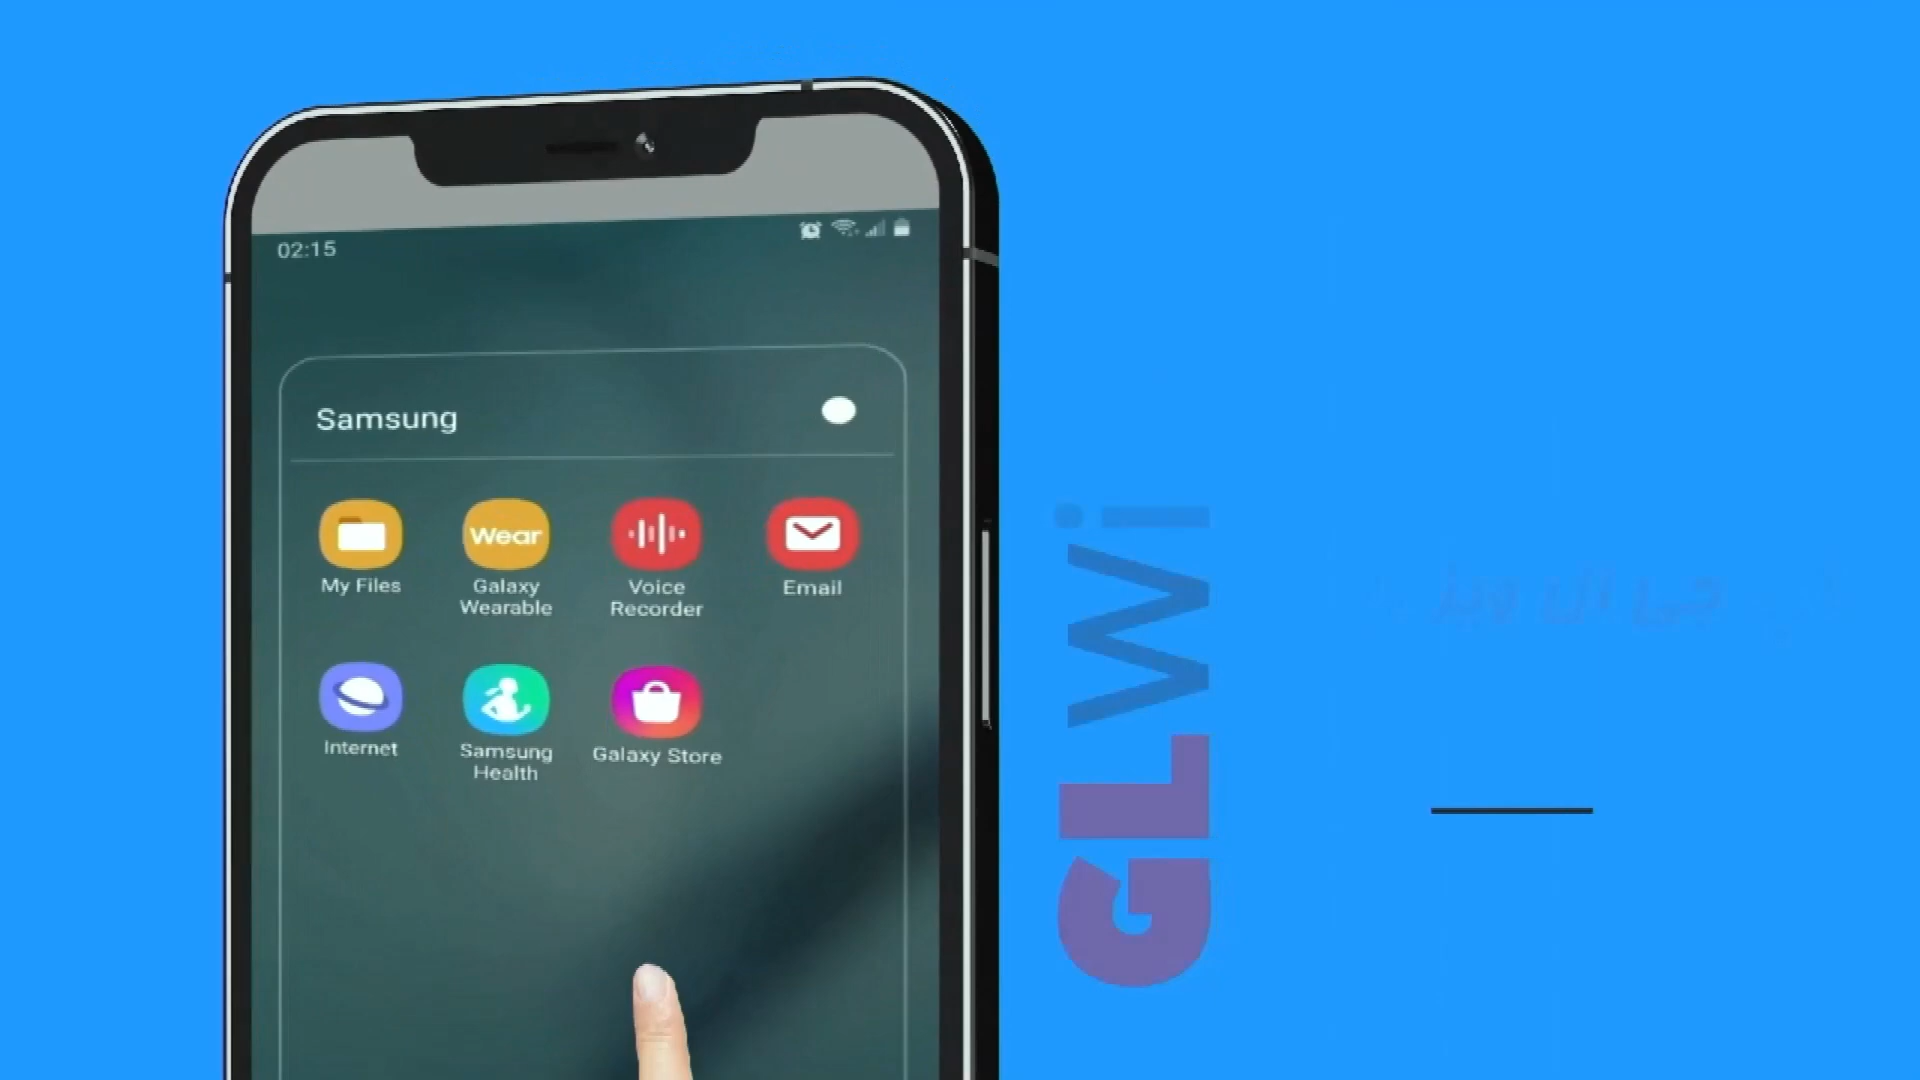 02:15
Samsung
Wear
My Files
Galaxy
Wearable
Voice
Recorder
Email
Internet
Samsung
Health
Galaxy Store
GLWi